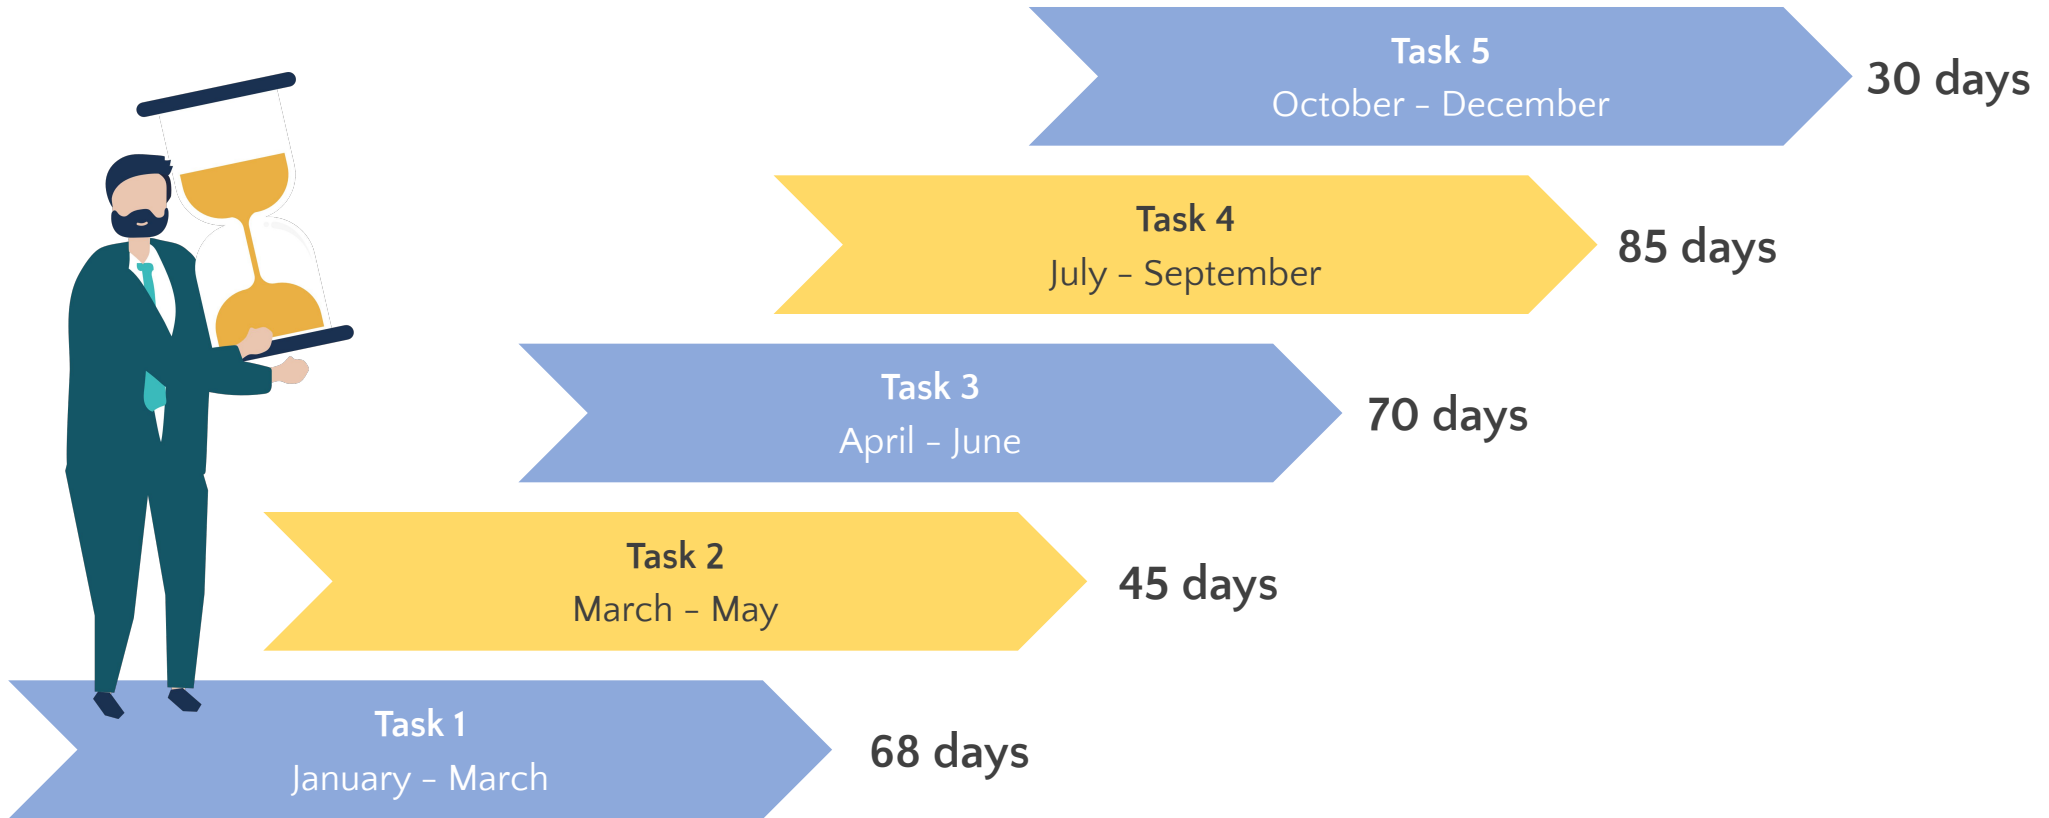 Task 5
October – December
30 days
Task 4
July – September
85 days
Task 3
April – June
70 days
Task 2
March – May
45 days
Task 1
January – March
68 days